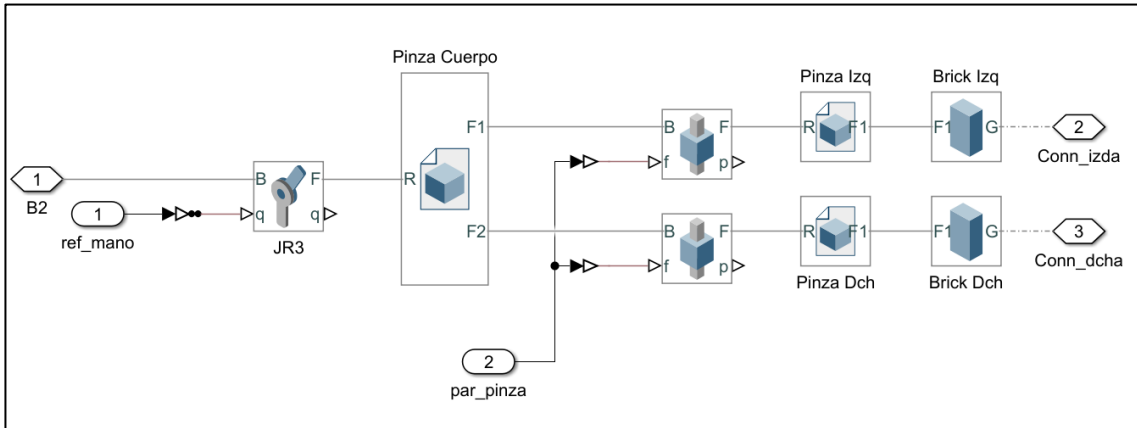 Pinza Cuerpo
Pinza Izq
Brick Izq
F1
B
F
R
F1
F1
G
2
f
p
Conn_izda
1
B
F
R
B2
1
q
q
ref_mano
JR3
F2
B
F
R
F1
F1
G
3
f
p
Conn_dcha
Pinza Dch
Brick Dch
2
par_pinza